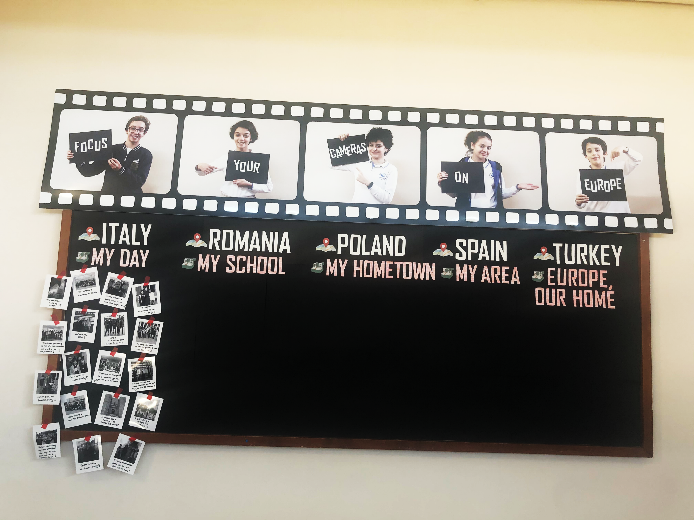 FOCUS
YOUR
CAMERAS
ON
EUROPE
ITALY
MY DAY
ROMANIA
MY SCHOOL
POLAND
MY HOMETOWN
SPAIN
MY AREA
TURKEY
EUROPE,
OUR HOME